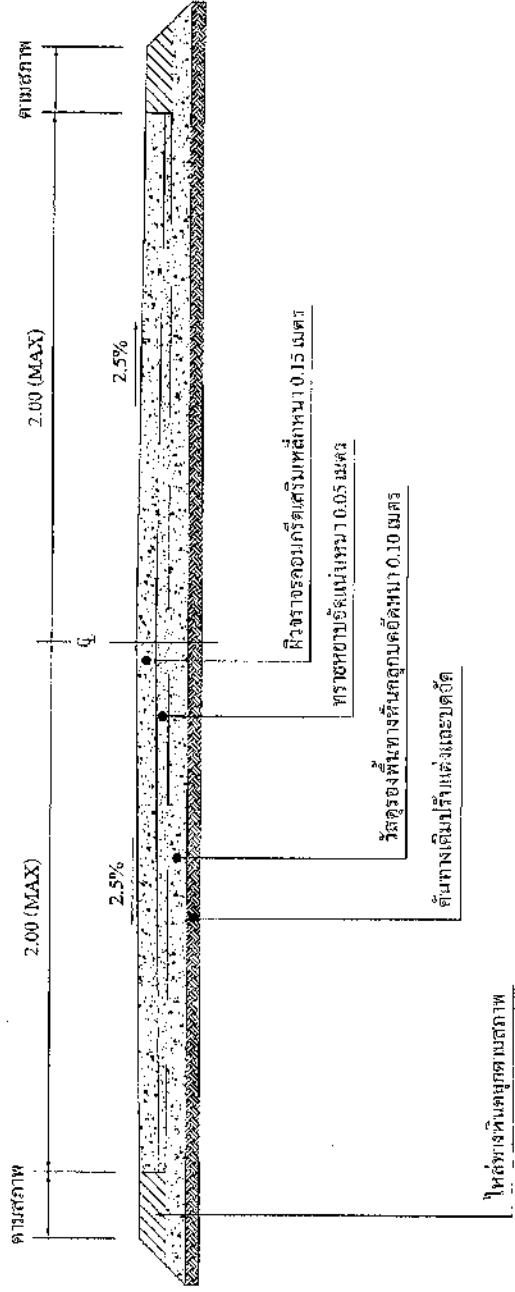 ตามสภาพ
2.00 (MAX)
2.00 (MAX)
ตามสภาพ
℄
2.5%
2.5%
ผิวจราจรคอนกรีตเสริมเหล็กหนา 0.15 เมตร
ทรายหยาบอัดแน่นหนา 0.05 เมตร
วัสดุรองพื้นทางหินคลุกบดอัดหนา 0.10 เมตร
คันทางเดิมปรับแต่งและบดอัด
ไหล่ทางหินคลุกตามสภาพ